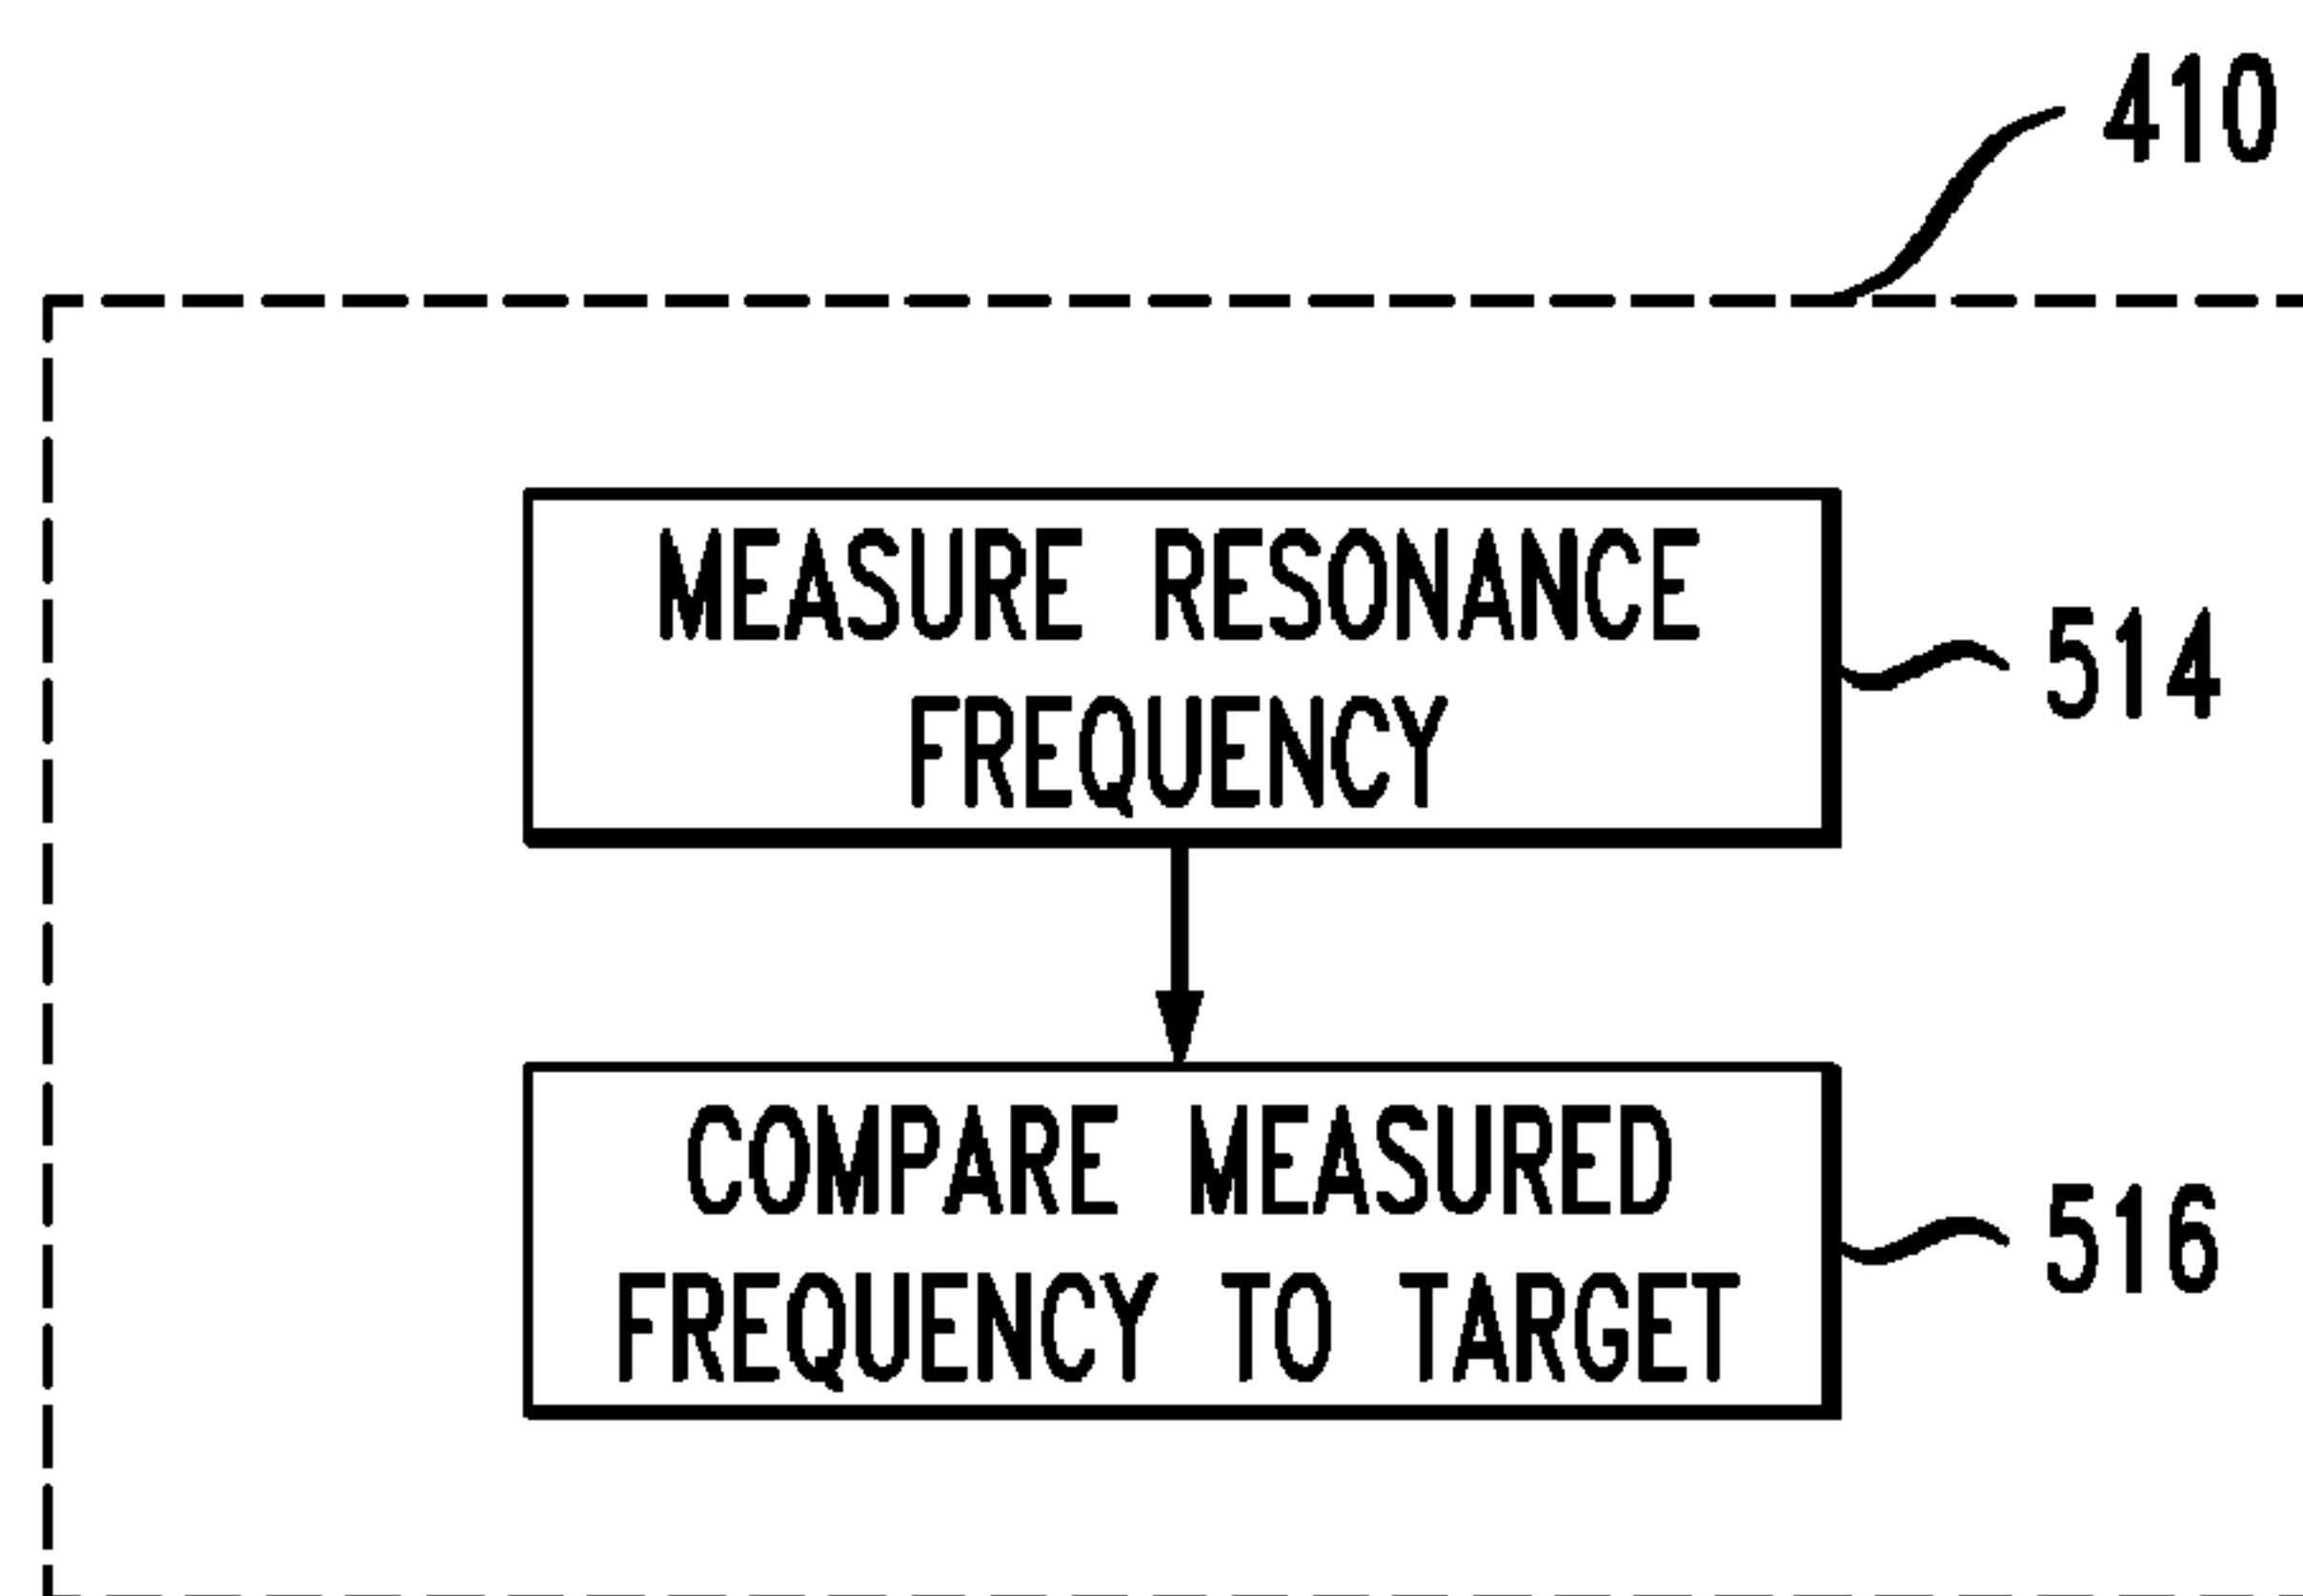 410
MEASURE RESONANCE
FREQUENCY
514
COMPARE MEASURED
FREQUENCY TO TARGET
516